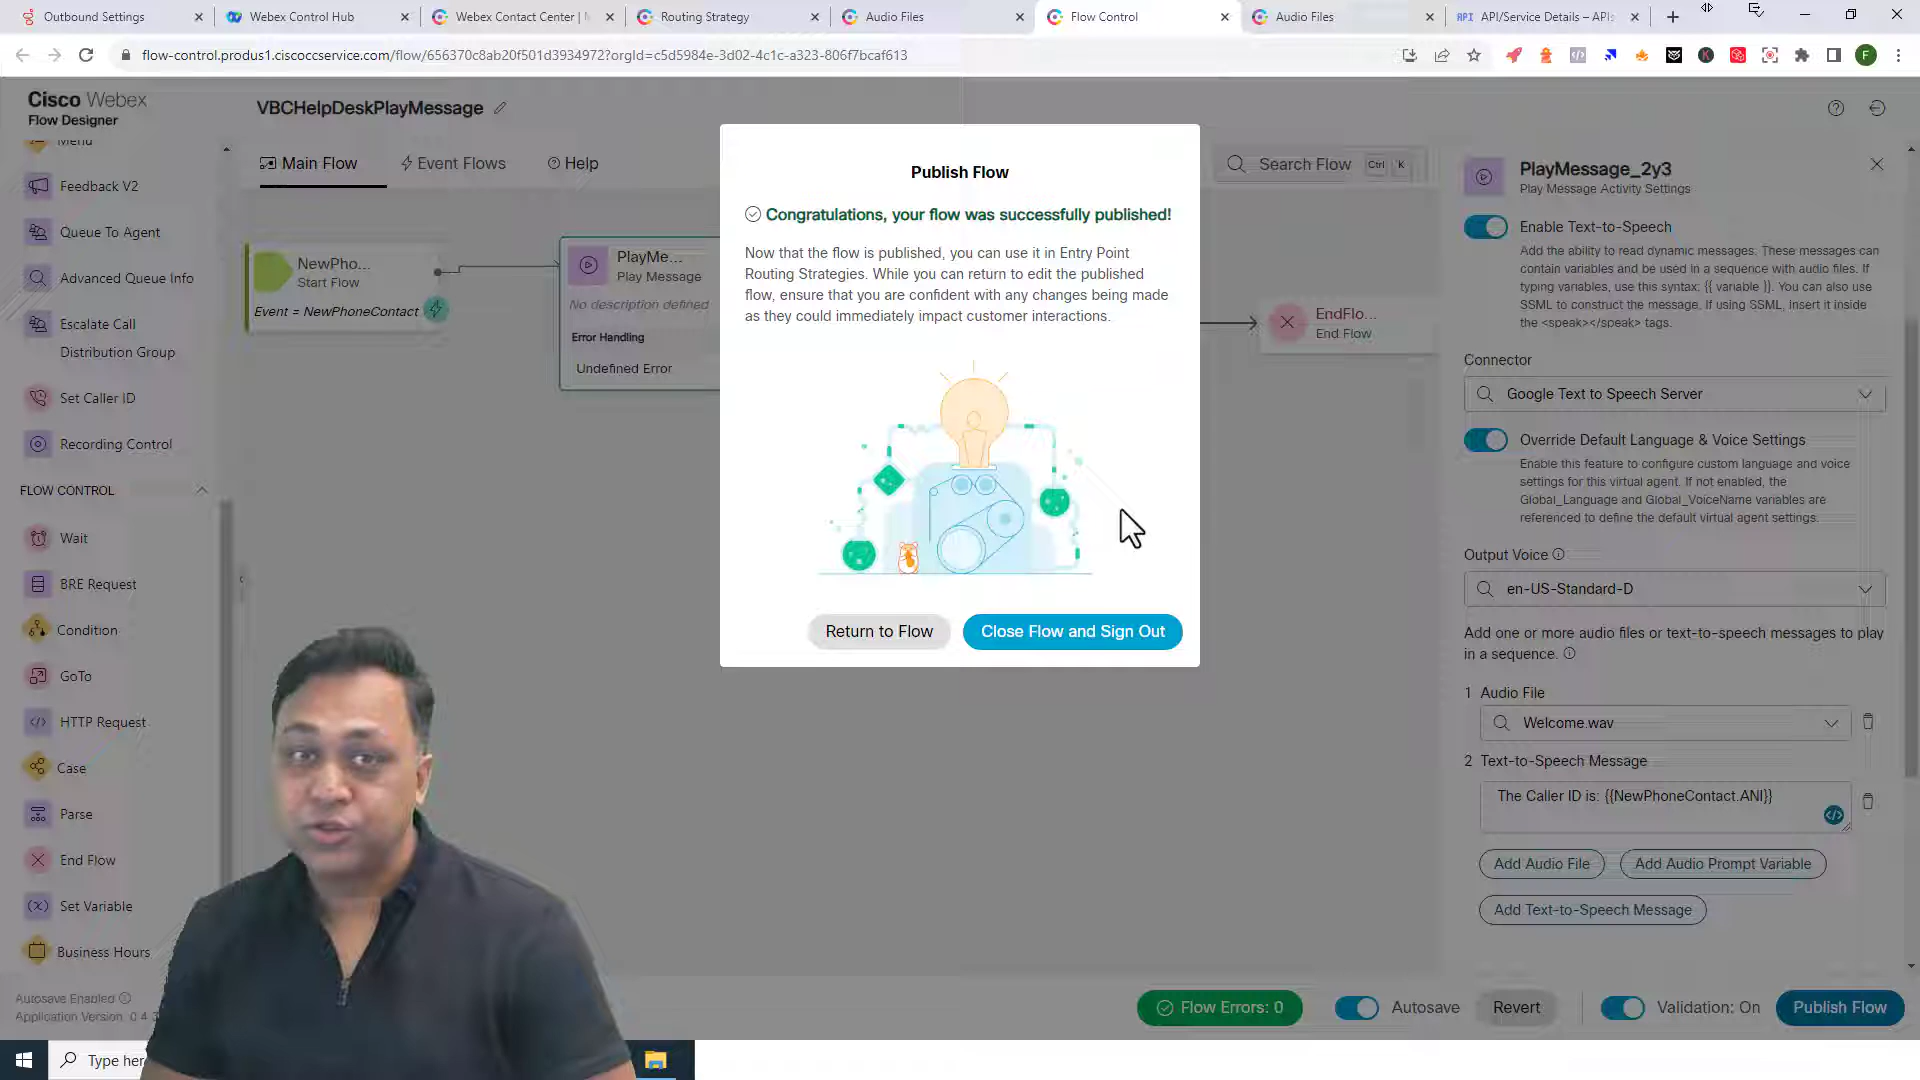 Outbound Settings
Webex Control Hub
Webex Contact Center |
Routing Strategy
Audio Files
Flow Control
Audio Files
API API/Service Details – APIs
flow-control.produs1.ciscoccservice.com/flow/656370c8ab20f501d3934972?orgId=c5d5984e-3d02-4c1c-a323-806f7bcaf613
F
Cisco Webex
Flow Designer
VBCHelpDeskPlayMessage
Menu
Feedback V2
Queue To Agent
Advanced Queue Info
Escalate Call
Distribution Group
Set Caller ID
Recording Control
FLOW CONTROL
Wait
BRE Request
Condition
GoTo
HTTP Request
Case
Parse
End Flow
Set Variable
Business Hours
Autosave Enabled
Application Version: 0.4.
Main Flow
Event Flows
Help
Search Flow Ctrl K
NewPho...
Start Flow
Event = NewPhoneContact
PlayMe...
Play Message
No description defined
Error Handling
Undefined Error
EndFlo...
End Flow
Publish Flow
Congratulations, your flow was successfully published!
Now that the flow is published, you can use it in Entry Point
Routing Strategies. While you can return to edit the published
flow, ensure that you are confident with any changes being made
as they could immediately impact customer interactions.
Return to Flow
Close Flow and Sign Out
PlayMessage_2y3
Play Message Activity Settings
Enable Text-to-Speech
Add the ability to read dynamic messages. These messages can
contain variables and be used in a sequence with audio files. If
typing variables, use this syntax: {{ variable }}. You can also use
SSML to construct the message. If using SSML, insert it inside
the <speak></speak> tags.
Connector
Google Text to Speech Server
Override Default Language & Voice Settings
Enable this feature to configure custom language and voice
settings for this virtual agent. If not enabled, the
Global_Language and Global_VoiceName variables are
referenced to define the default virtual agent settings.
Output Voice
en-US-Standard-D
Add one or more audio files or text-to-speech messages to play
in a sequence.
1 Audio File
Welcome.wav
2 Text-to-Speech Message
The Caller ID is: {{NewPhoneContact.ANI}}
Add Audio File
Add Audio Prompt Variable
Add Text-to-Speech Message
Flow Errors: 0
Autosave
Revert
Validation: On
Publish Flow
Type her